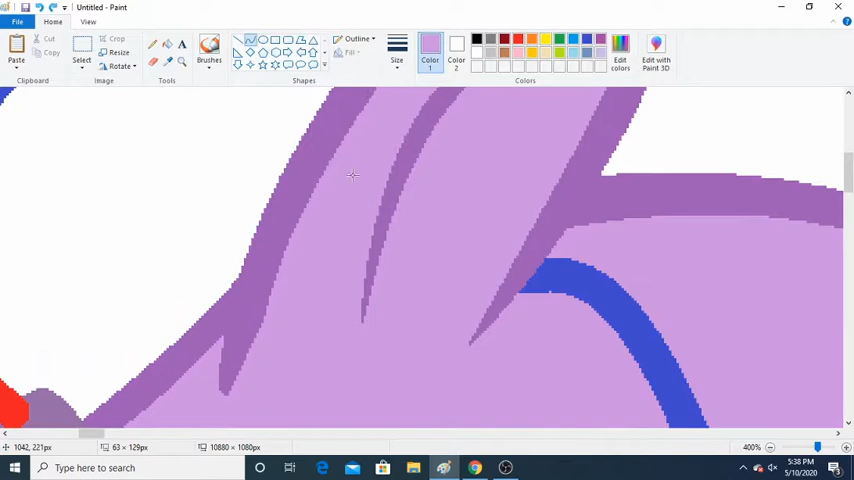 Untitled - Paint
File
Home
View
Paste
Cut
Copy
Clipboard
Select
Crop
Resize
Rotate
Image
A
Tools
Brushes
Shapes
Outline
Fill
Size
Color
1
Color
2
Colors
Edit
colors
Edit with
Paint 3D
1042, 221px
63 × 129px
10880 × 1080px
400%
Type here to search
5:38 PM
5/10/2020
3